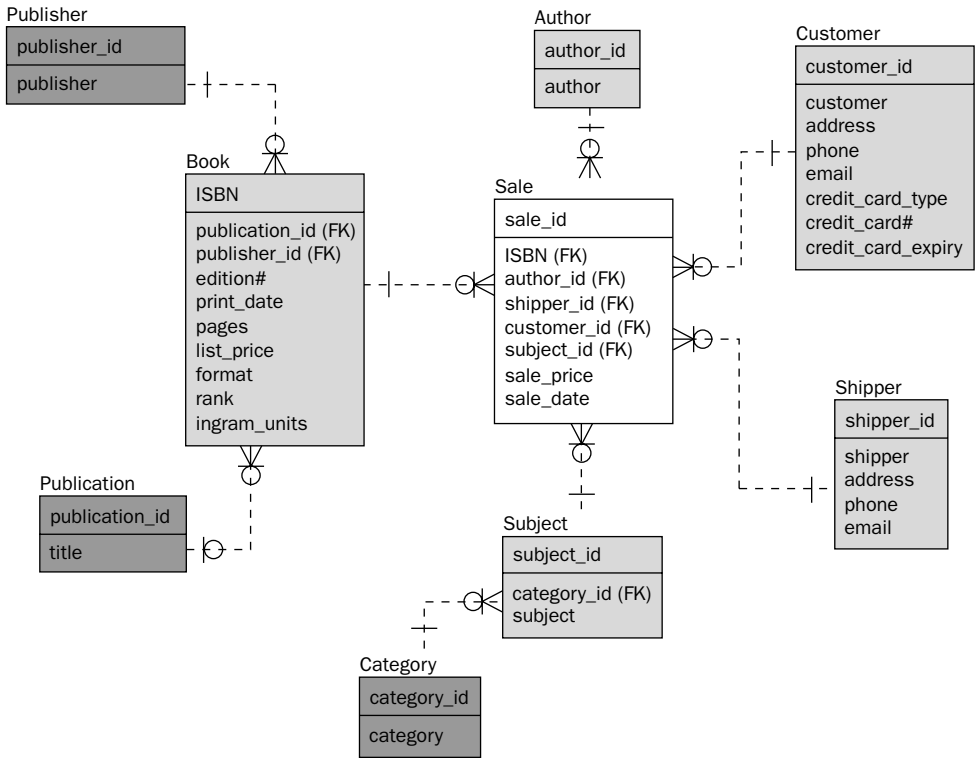 Publisher
publisher_id
publisher
Author
author_id
author
Customer
customer_id
customer
address
phone
email
credit_card_type
credit_card#
credit_card_expiry
Book
ISBN
publication_id (FK)
publisher_id (FK)
edition#
print_date
pages
list_price
format
rank
ingram_units
Sale
sale_id
ISBN (FK)
author_id (FK)
shipper_id (FK)
customer_id (FK)
subject_id (FK)
sale_price
sale_date
Shipper
shipper_id
shipper
address
phone
email
Publication
publication_id
title
Subject
subject_id
category_id (FK)
subject
Category
category_id
category